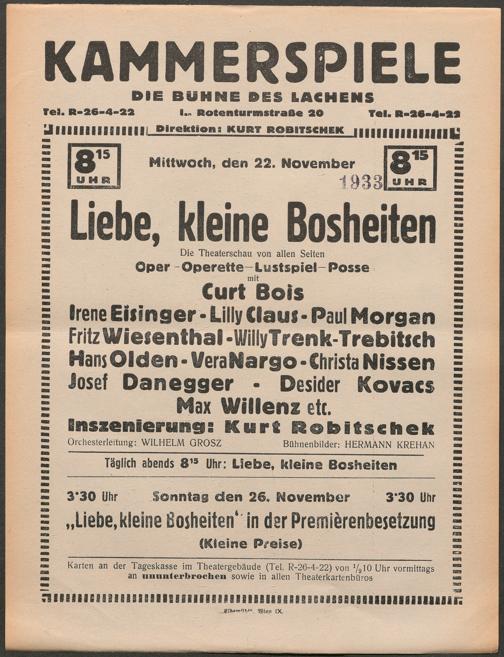 KAMMERSPIELE
DIE BÜHNE DES LACHENS
Tel. R-26-4-22 I., Rotenturmstraße 20 Tel. R-26-4-22
Direktion: KURT ROBITSCHEK
8¹⁵ UHR Mittwoch, den 22. November 8¹⁵ UHR
1933
Liebe, kleine Bosheiten
Die Theaterschau von allen Seiten
Oper - Operette - Lustspiel - Posse
mit
Curt Bois
Irene Eisinger - Lilly Claus - Paul Morgan
Fritz Wiesenthal - Willy Trenk-Trebitsch
Hans Olden - Vera Nargo - Christa Nissen
Josef Danegger - Desider Kovacs
Max Willenz etc.
Inszenierung: Kurt Robitschek
Orchesterleitung: WILHELM GROSZ Bühnenbilder: HERMANN KREHAN
Täglich abends 8¹⁵ Uhr: Liebe, kleine Bosheiten
3·30 Uhr Sonntag den 26. November 3·30 Uhr
„Liebe, kleine Bosheiten" in der Premièrenbesetzung
(Kleine Preise)
Karten an der Tageskasse im Theatergebäude (Tel. R-26-4-22) von ½10 Uhr vormittags
an ununterbrochen sowie in allen Theaterkartenbüros
Wien IX.